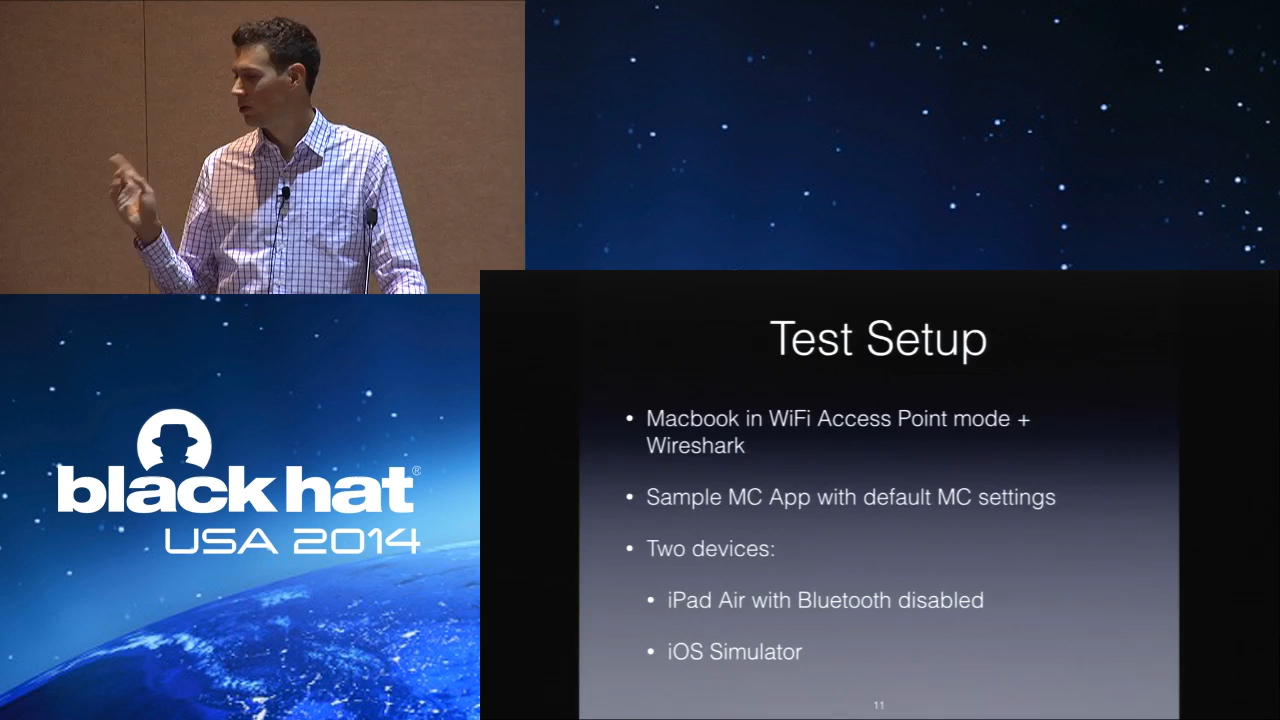 Test Setup
• Macbook in WiFi Access Point mode +
Wireshark
• Sample MC App with default MC settings
• Two devices:
• iPad Air with Bluetooth disabled
• iOS Simulator
11
black hat®
USA 2014